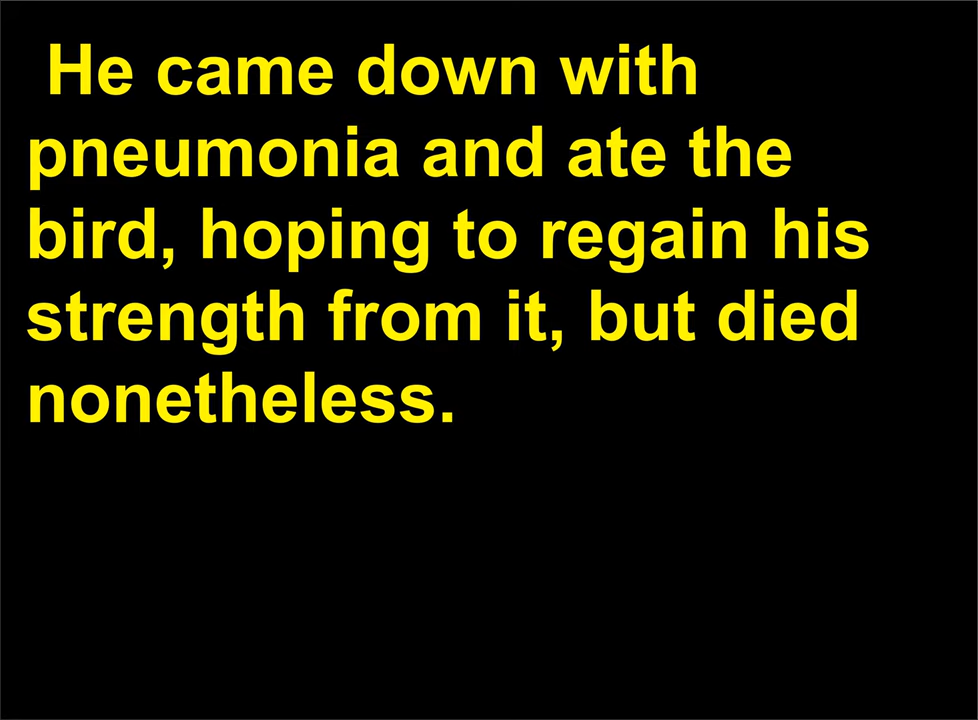 He came down with
pneumonia and ate the
bird, hoping to regain his
strength from it, but died
nonetheless.